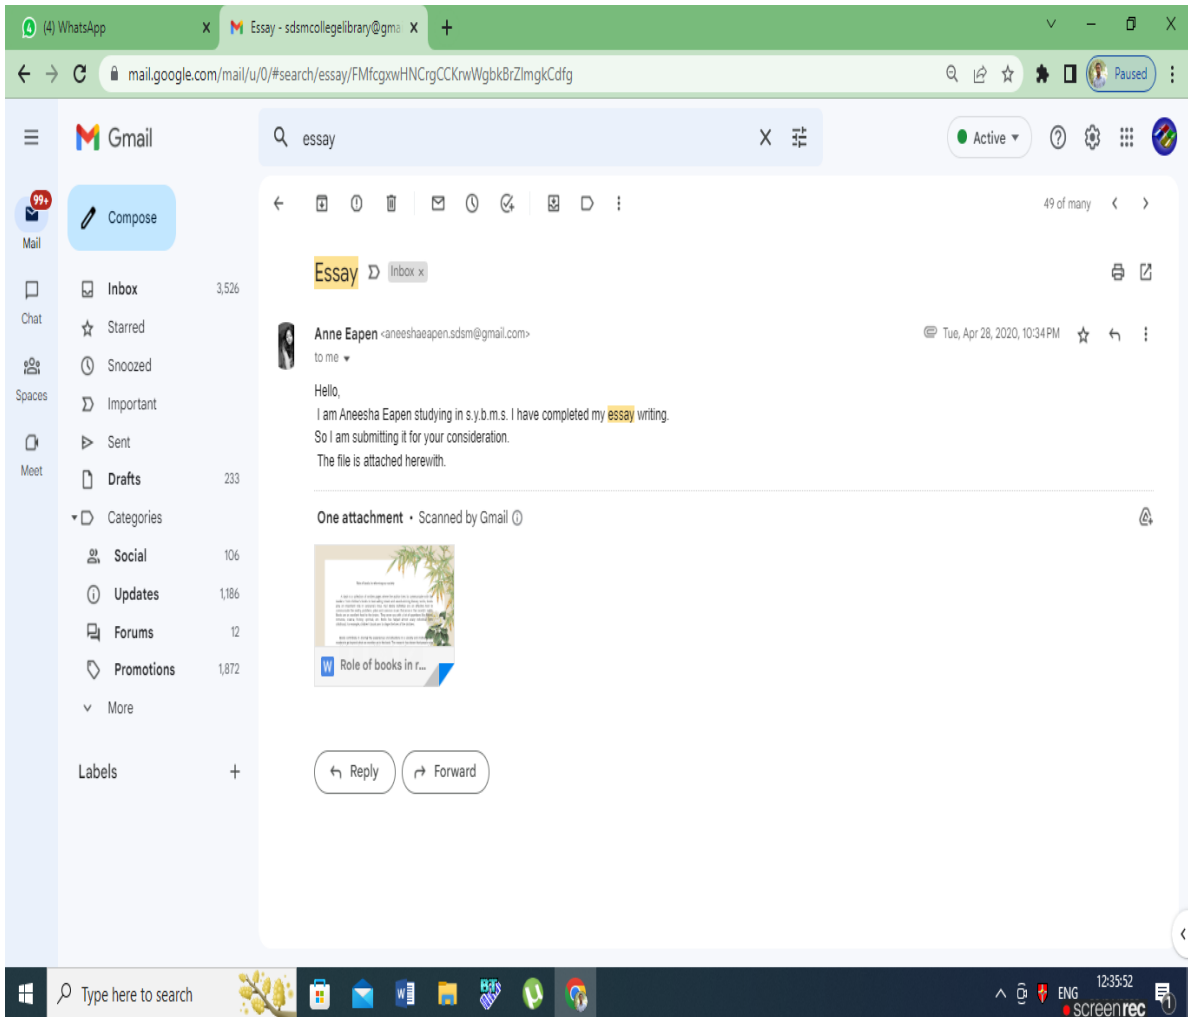 (4) WhatsApp
Essay - sdsmcollegelibrary@gma
mail.google.com/mail/u/0/#search/essay/FMfcgxwHNCrgCCKrwWgbkBrZlmgkCdfg
Paused
Gmail
essay
Active
99+
Mail
Compose
49 of many
Essay
Inbox x
Inbox 3,526
Chat
Starred
Anne Eapen <aneeshaeapen.sdsm@gmail.com>
Tue, Apr 28, 2020, 10:34 PM
to me
Snoozed
Spaces
Hello,
Important
I am Aneesha Eapen studying in s.y.b.m.s. I have completed my essay writing.
Sent
So I am submitting it for your consideration.
Meet
The file is attached herewith.
Drafts 233
Categories
One attachment • Scanned by Gmail
Social 106
Updates 1,186
Forums 12
Promotions 1,872
W Role of books in r...
More
Labels
Reply
Forward
Type here to search
ENG
12:35:52
screenrec
1